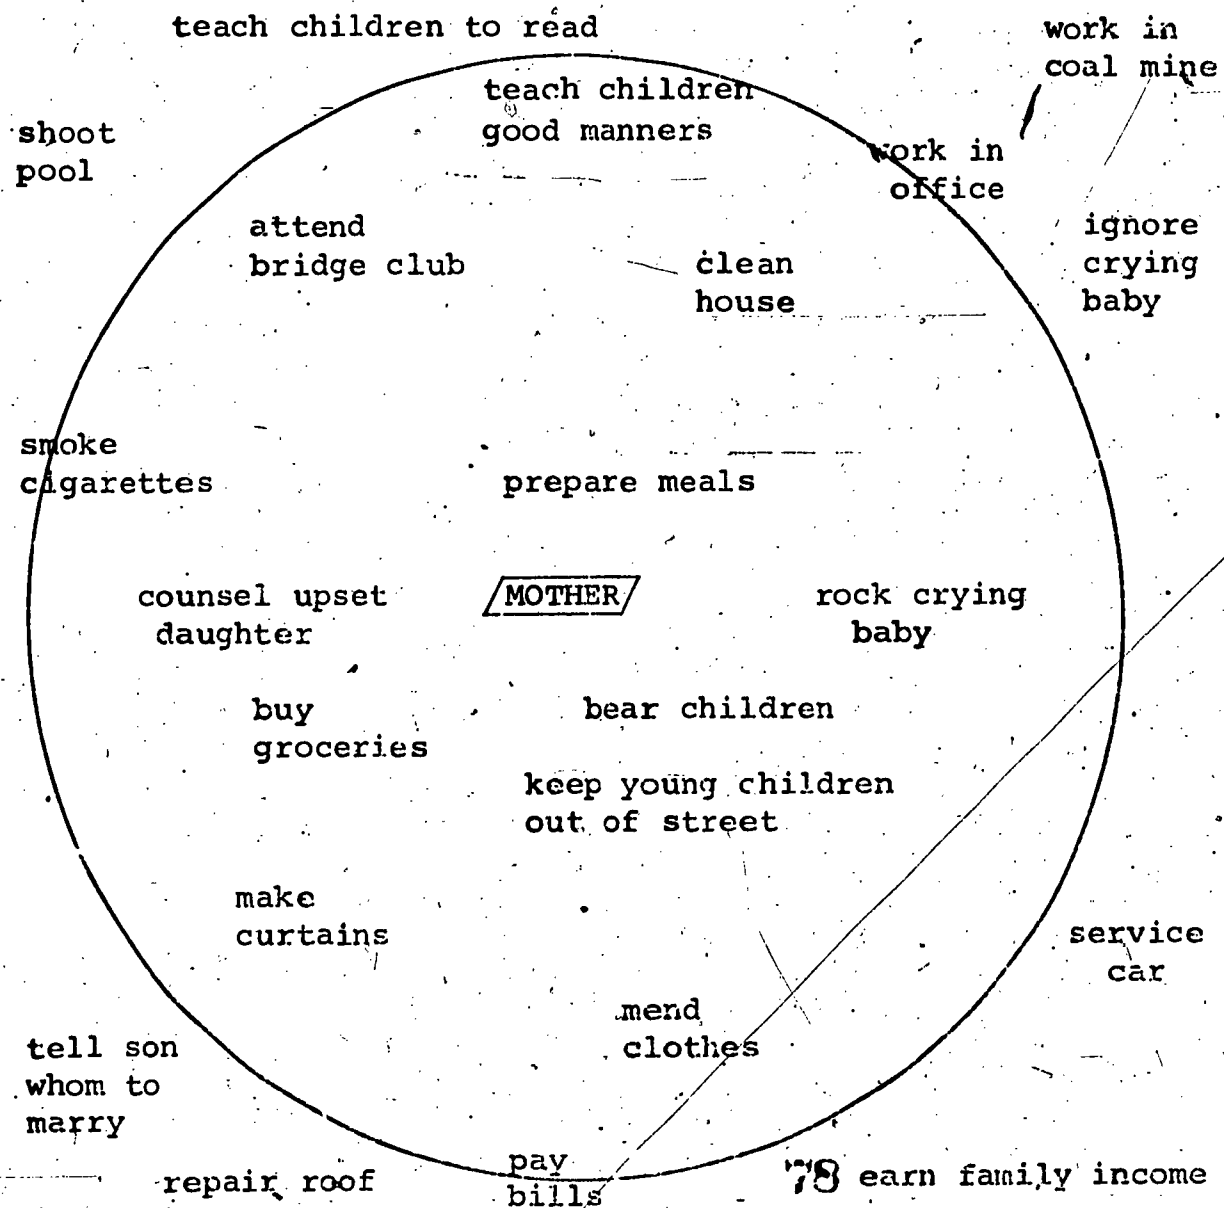 teach children to read
work in
coal mine
teach children
good manners
shoot
pool
work in
office
attend
bridge club
clean
house
ignore
crying
baby
smoke
cigarettes
prepare meals
counsel upset
daughter
MOTHER
rock crying
baby
buy
groceries
bear children
keep young children
out of street
make
curtains
service
car
mend
clothes
tell son
whom to
marry
repair roof
pay
bills
78 earn family income